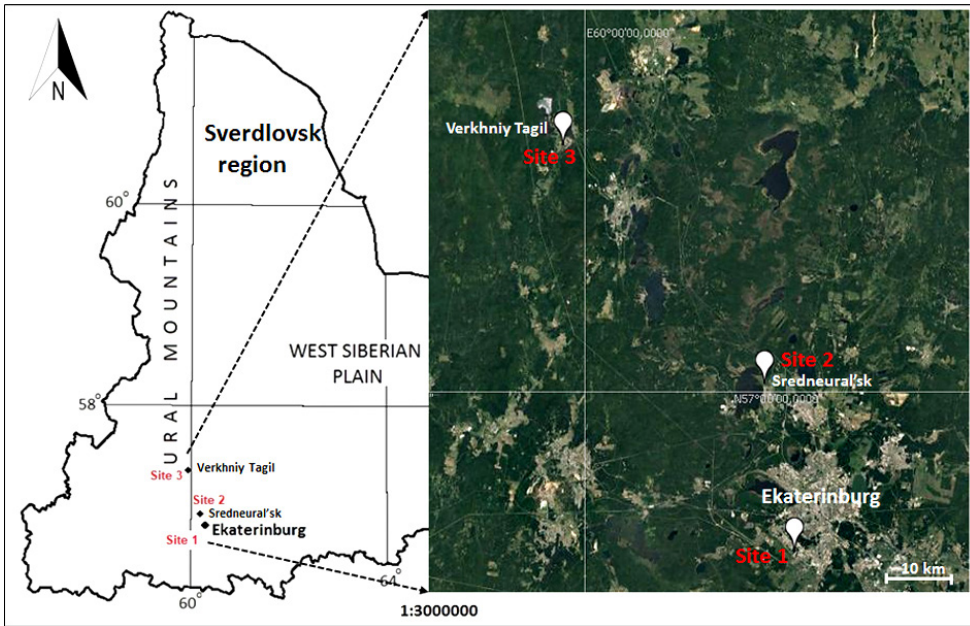 N
Sverdlovsk
region
60°
URAL MOUNTAINS
WEST SIBERIAN
PLAIN
58°
Site 3
Verkhniy Tagil
Site 2
Sredneural'sk
Ekaterinburg
Site 1
60°
64°
1:3000000
E60°00'00,0000"
Verkhniy Tagil
Site 3
Site 2
Sredneural'sk
N57°00'00,0000"
Ekaterinburg
Site 1
10 km